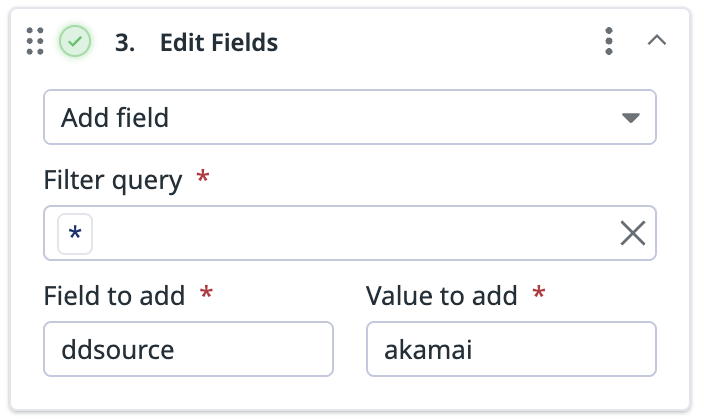 3. Edit Fields
Add field
Filter query *
*
Field to add * Value to add *
ddsource akamai